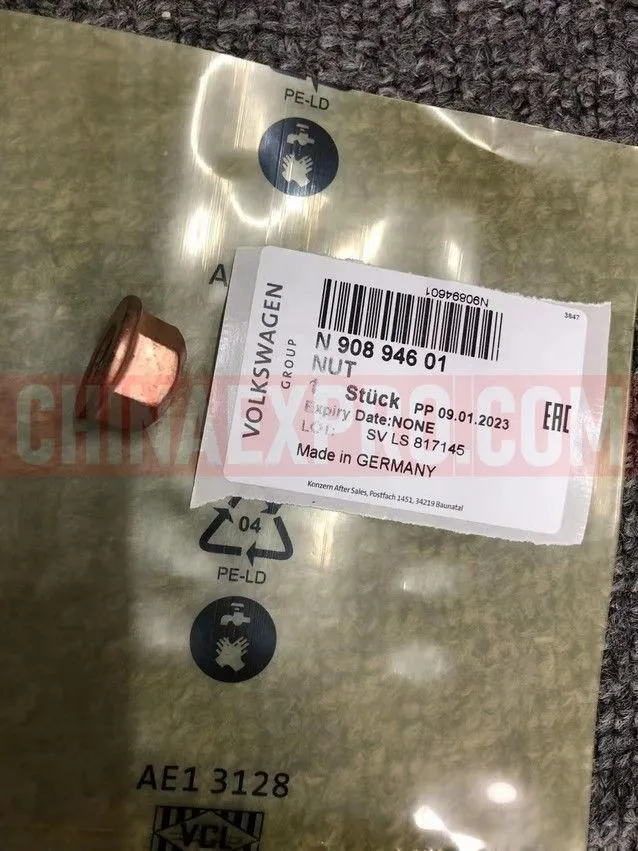 PE-LD
A
VOLKSWAGEN
GROUP
N90894601
3847
N 908 946 01
NUT
1 Stück PP 09.01.2023
Expiry Date:NONE
LOT: SV LS 817145
Made in GERMANY
EAC
Konzern After Sales, Postfach 1451, 34219 Baunatal
CHINAEXPRO.COM
04
PE-LD
AE1 3128
VCL